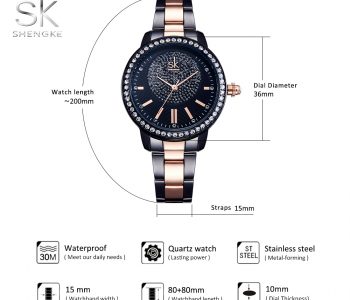 SK
SHENGKE
Watch length
~200mm
SK
Dial Diameter
36mm
Straps 15mm
30M
Waterproof
( Meet our daily needs )
Quartz watch
( Lasting power )
ST
STEEL
Stainless steel
( Metal-forming )
15 mm
( Watchband width )
80+80mm
( Watchband length )
10mm
( Dial Thickness )